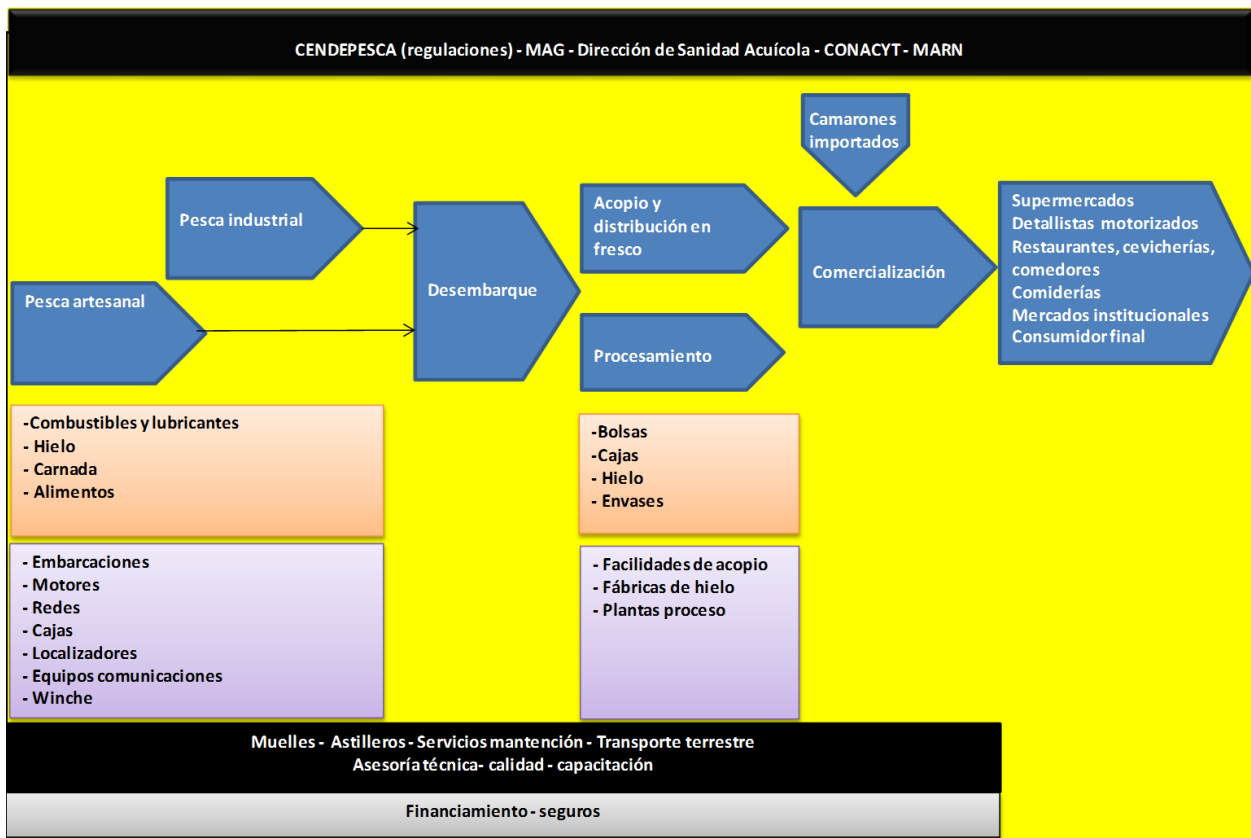 CENDEPESCA (regulaciones) - MAG - Dirección de Sanidad Acuícola - CONACYT - MARN
Camarones
importados
Pesca industrial
Pesca artesanal
Desembarque
Acopio y
distribución en
fresco
Procesamiento
Comercialización
Supermercados
Detallistas motorizados
Restaurantes, cevicherías,
comedores
Comiderías
Mercados institucionales
Consumidor final
-Combustibles y lubricantes
- Hielo
- Carnada
- Alimentos
-Bolsas
-Cajas
- Hielo
- Envases
- Embarcaciones
- Motores
- Redes
- Cajas
- Localizadores
- Equipos comunicaciones
- Winche
- Facilidades de acopio
- Fábricas de hielo
- Plantas proceso
Muelles - Astilleros - Servicios mantención - Transporte terrestre
Asesoría técnica- calidad - capacitación
Financiamiento - seguros